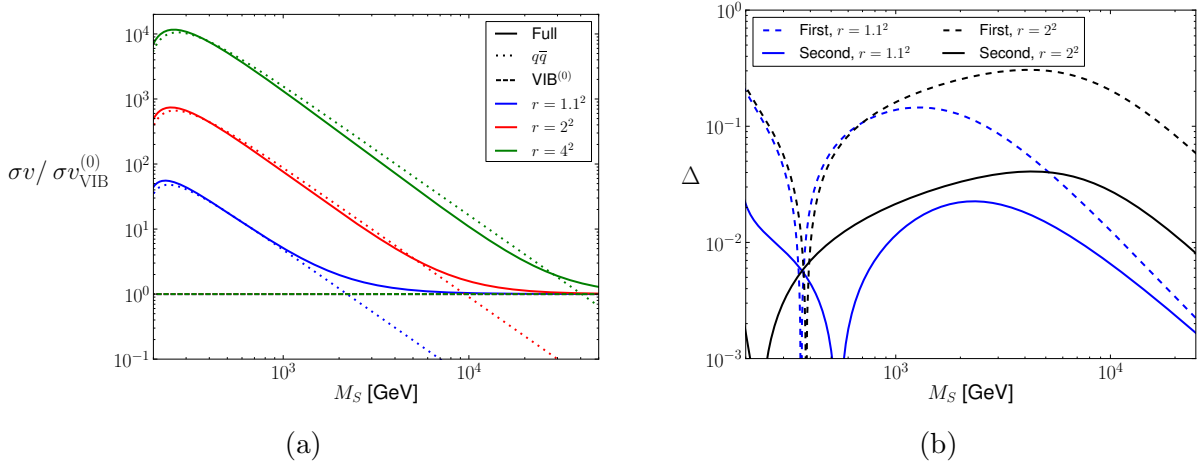 10^4
10^3
10^2
10^1
10^0
10^{-1}
σv/ σv_{VIB}^{(0)}
Full
q\overline{q}
VIB^{(0)}
r = 1.1^2
r = 2^2
r = 4^2
10^3
10^4
M_S [GeV]
(a)
10^0
10^{-1}
10^{-2}
10^{-3}
Δ
First, r = 1.1^2
Second, r = 1.1^2
First, r = 2^2
Second, r = 2^2
10^3
10^4
M_S [GeV]
(b)